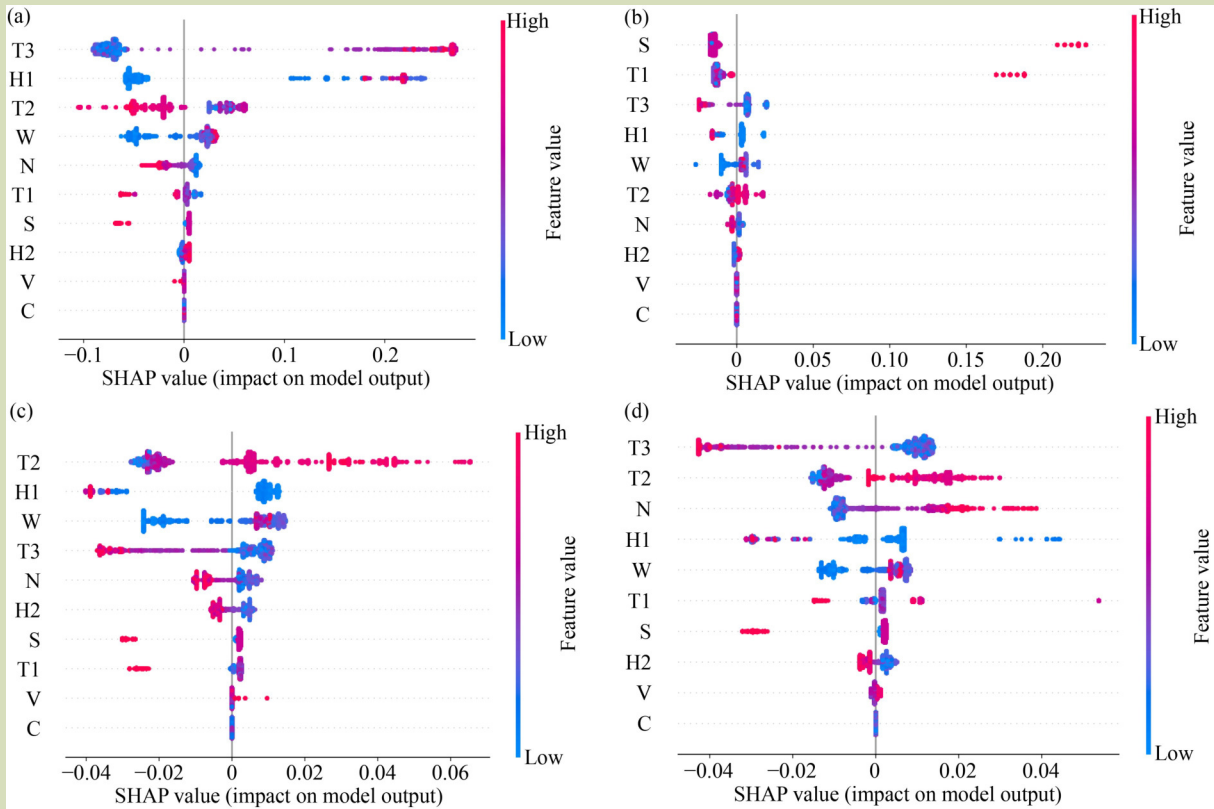 (a)
High
T3
H1
T2
W
N
T1
S
H2
V
C
Feature value
Low
−0.1 0 0.1 0.2
SHAP value (impact on model output)
(b)
High
S
T1
T3
H1
W
T2
N
H2
V
C
Feature value
Low
0 0.05 0.10 0.15 0.20
SHAP value (impact on model output)
(c)
High
T2
H1
W
T3
N
H2
S
T1
V
C
Feature value
Low
−0.04 −0.02 0 0.02 0.04 0.06
SHAP value (impact on model output)
(d)
High
T3
T2
N
H1
W
T1
S
H2
V
C
Feature value
Low
−0.04 −0.02 0 0.02 0.04
SHAP value (impact on model output)